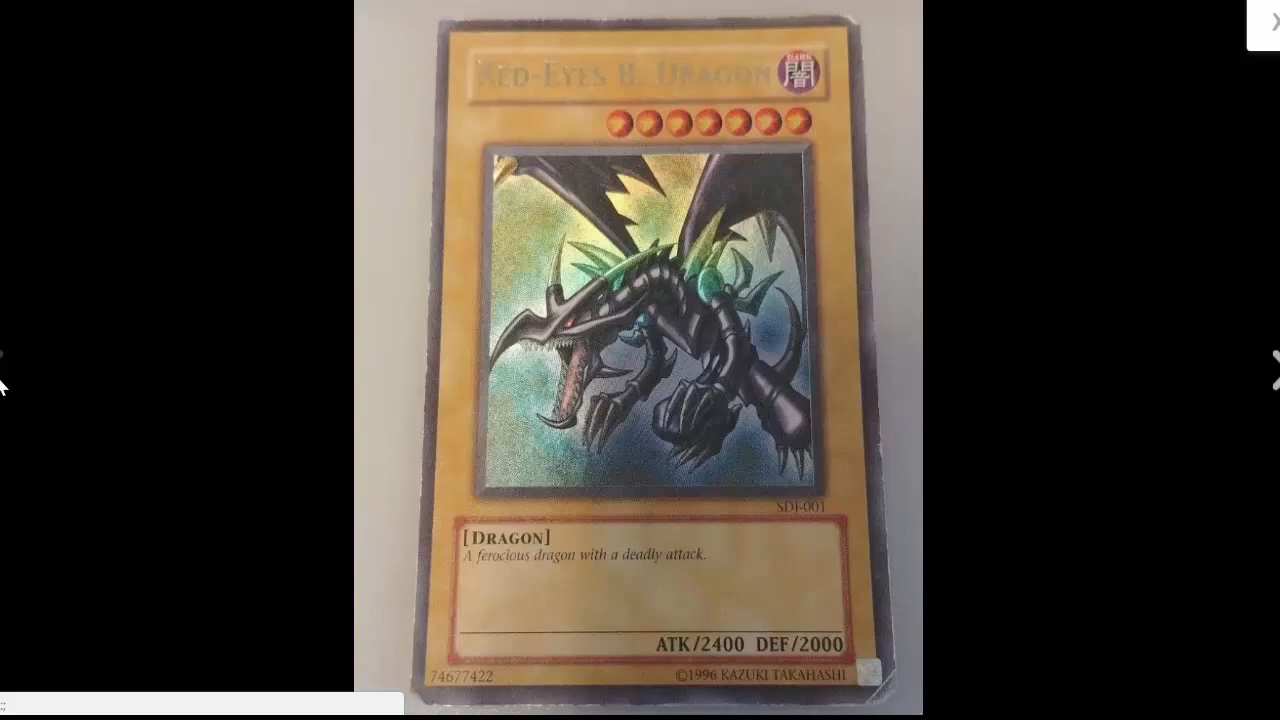 RED-EYES B. DRAGON
DARK
闇
SDJ-001
[DRAGON]
A ferocious dragon with a deadly attack.
ATK/2400 DEF/2000
74677422
©1996 KAZUKI TAKAHASHI